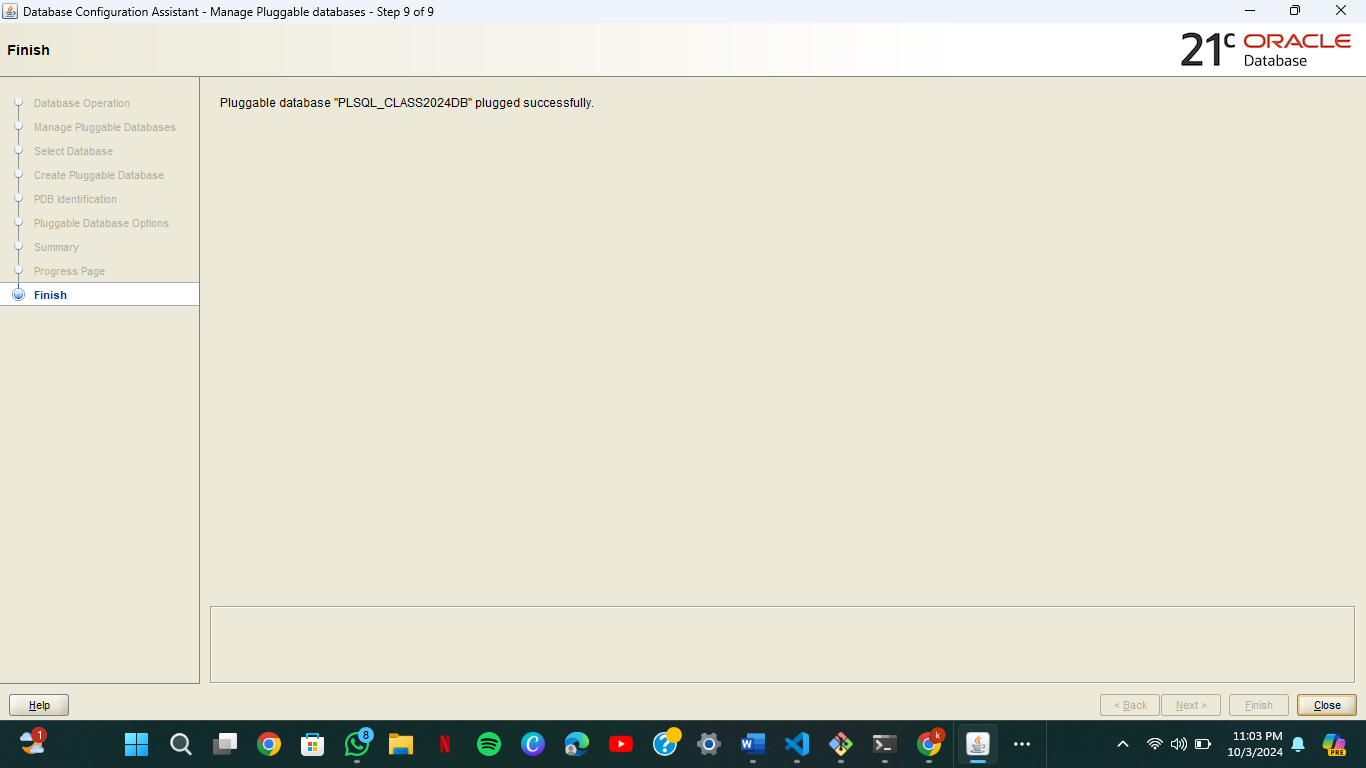 Database Configuration Assistant - Manage Pluggable databases - Step 9 of 9
Finish
21c ORACLE
Database
Database Operation
Manage Pluggable Databases
Select Database
Create Pluggable Database
PDB Identification
Pluggable Database Options
Summary
Progress Page
Finish
Pluggable database "PLSQL_CLASS2024DB" plugged successfully.
Help
< Back
Next >
Finish
Close
1
8
k
11:03 PM
10/3/2024
PRE